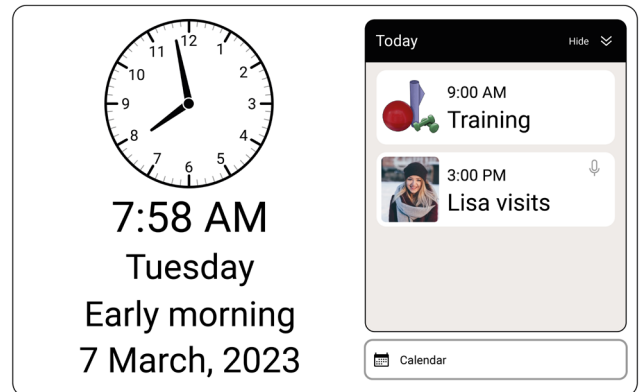 12
1
2
3
4
5
6
7
8
9
10
11
7:58 AM
Tuesday
Early morning
7 March, 2023
Today Hide
9:00 AM
Training
3:00 PM
Lisa visits
Calendar